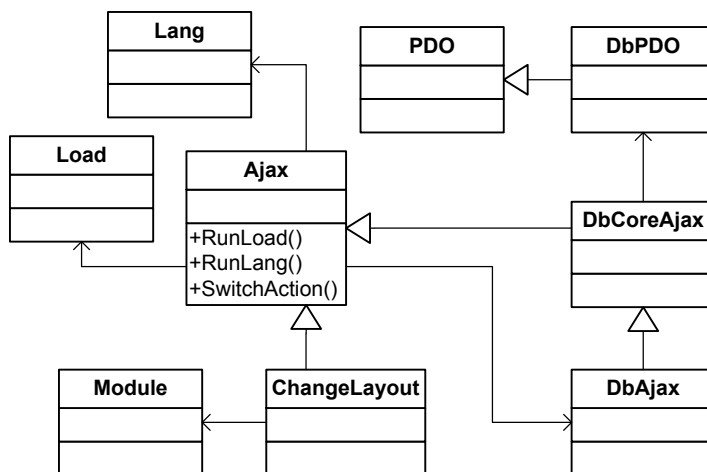 Lang
PDO
DbPDO
Load
Ajax
+RunLoad()
+RunLang()
+SwitchAction()
DbCoreAjax
Module
ChangeLayout
DbAjax